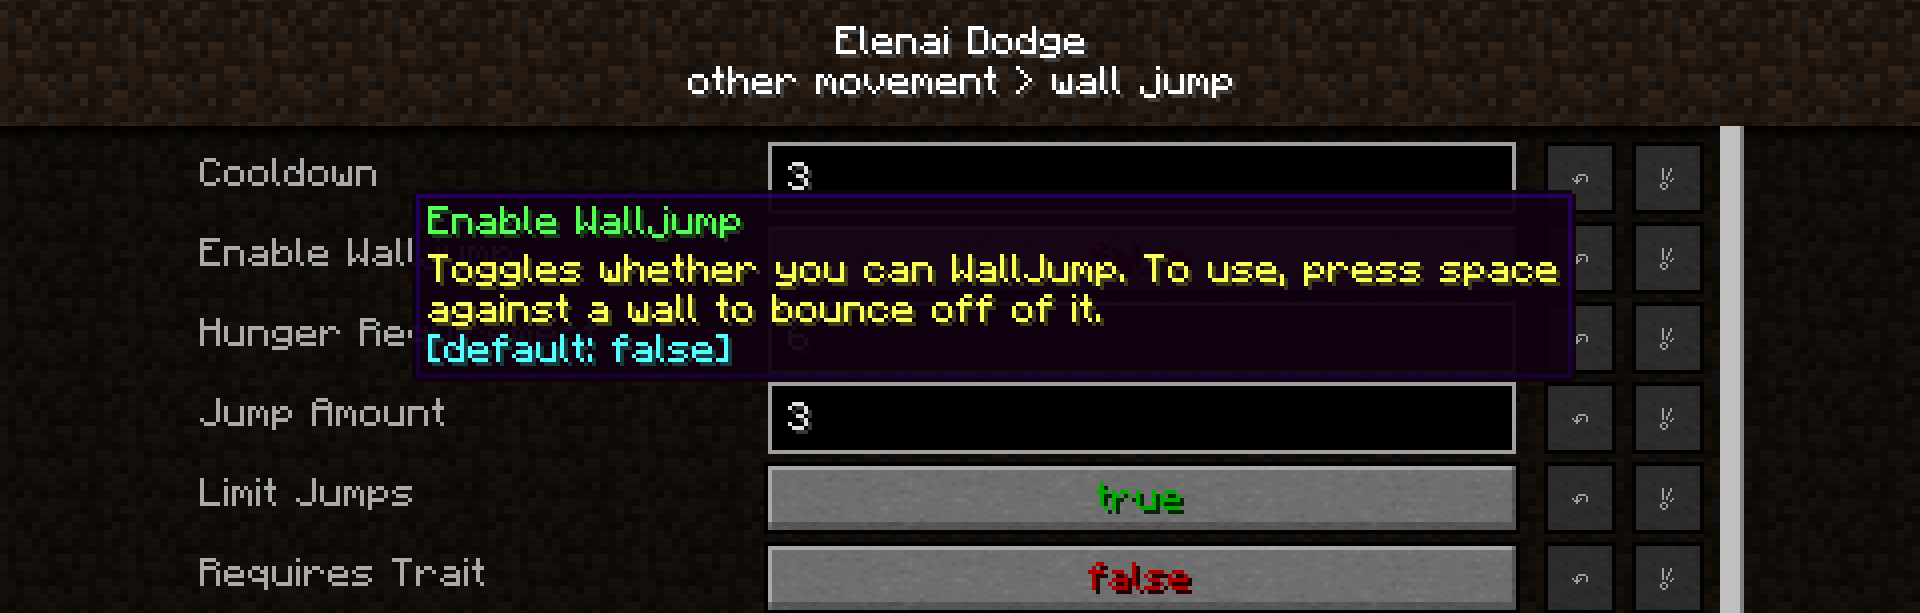 Elenai Dodge
other movement > wall jump
Cooldown
3
Enable Walljump
Enable Wall
Toggles whether you can WallJump. To use, press space
against a wall to bounce off of it.
Hunger Re
[default: false]
Jump Amount
3
Limit Jumps
true
Requires Trait
false